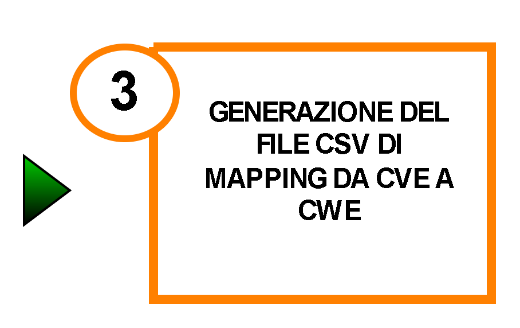 3
GENERAZIONE DEL
FILE CSV DI
MAPPING DA CVE A
CWE